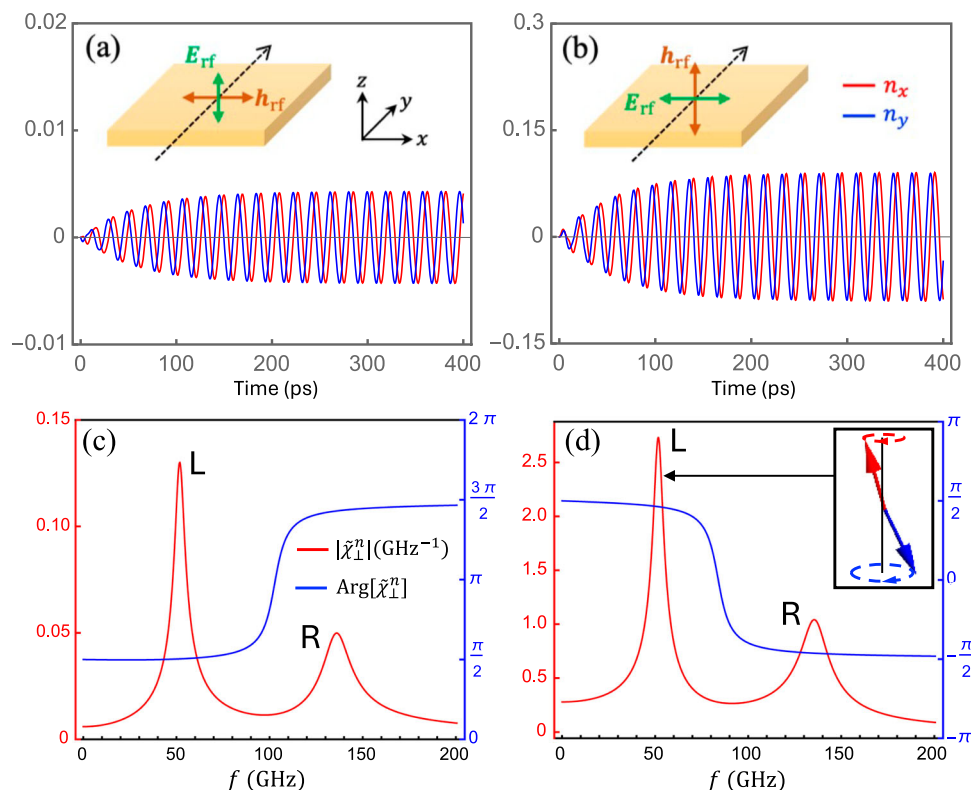 (a)
0.02
0.01
0
−0.01
E_rf
h_rf
z
y
x
0 100 200 300 400
Time (ps)
(b)
0.3
0.15
0
−0.15
h_rf
E_rf
n_x
n_y
0 100 200 300 400
Time (ps)
(c)
0.15
0.10
0.05
0
L
R
|χ̃_⊥^n|(GHz⁻¹)
Arg[χ̃_⊥^n]
2 π
3 π/2
π
π/2
0
0 50 100 150 200
f (GHz)
(d)
2.5
2.0
1.5
1.0
0.5
0
L
R
π
π/2
0
−π/2
−π
0 50 100 150 200
f (GHz)